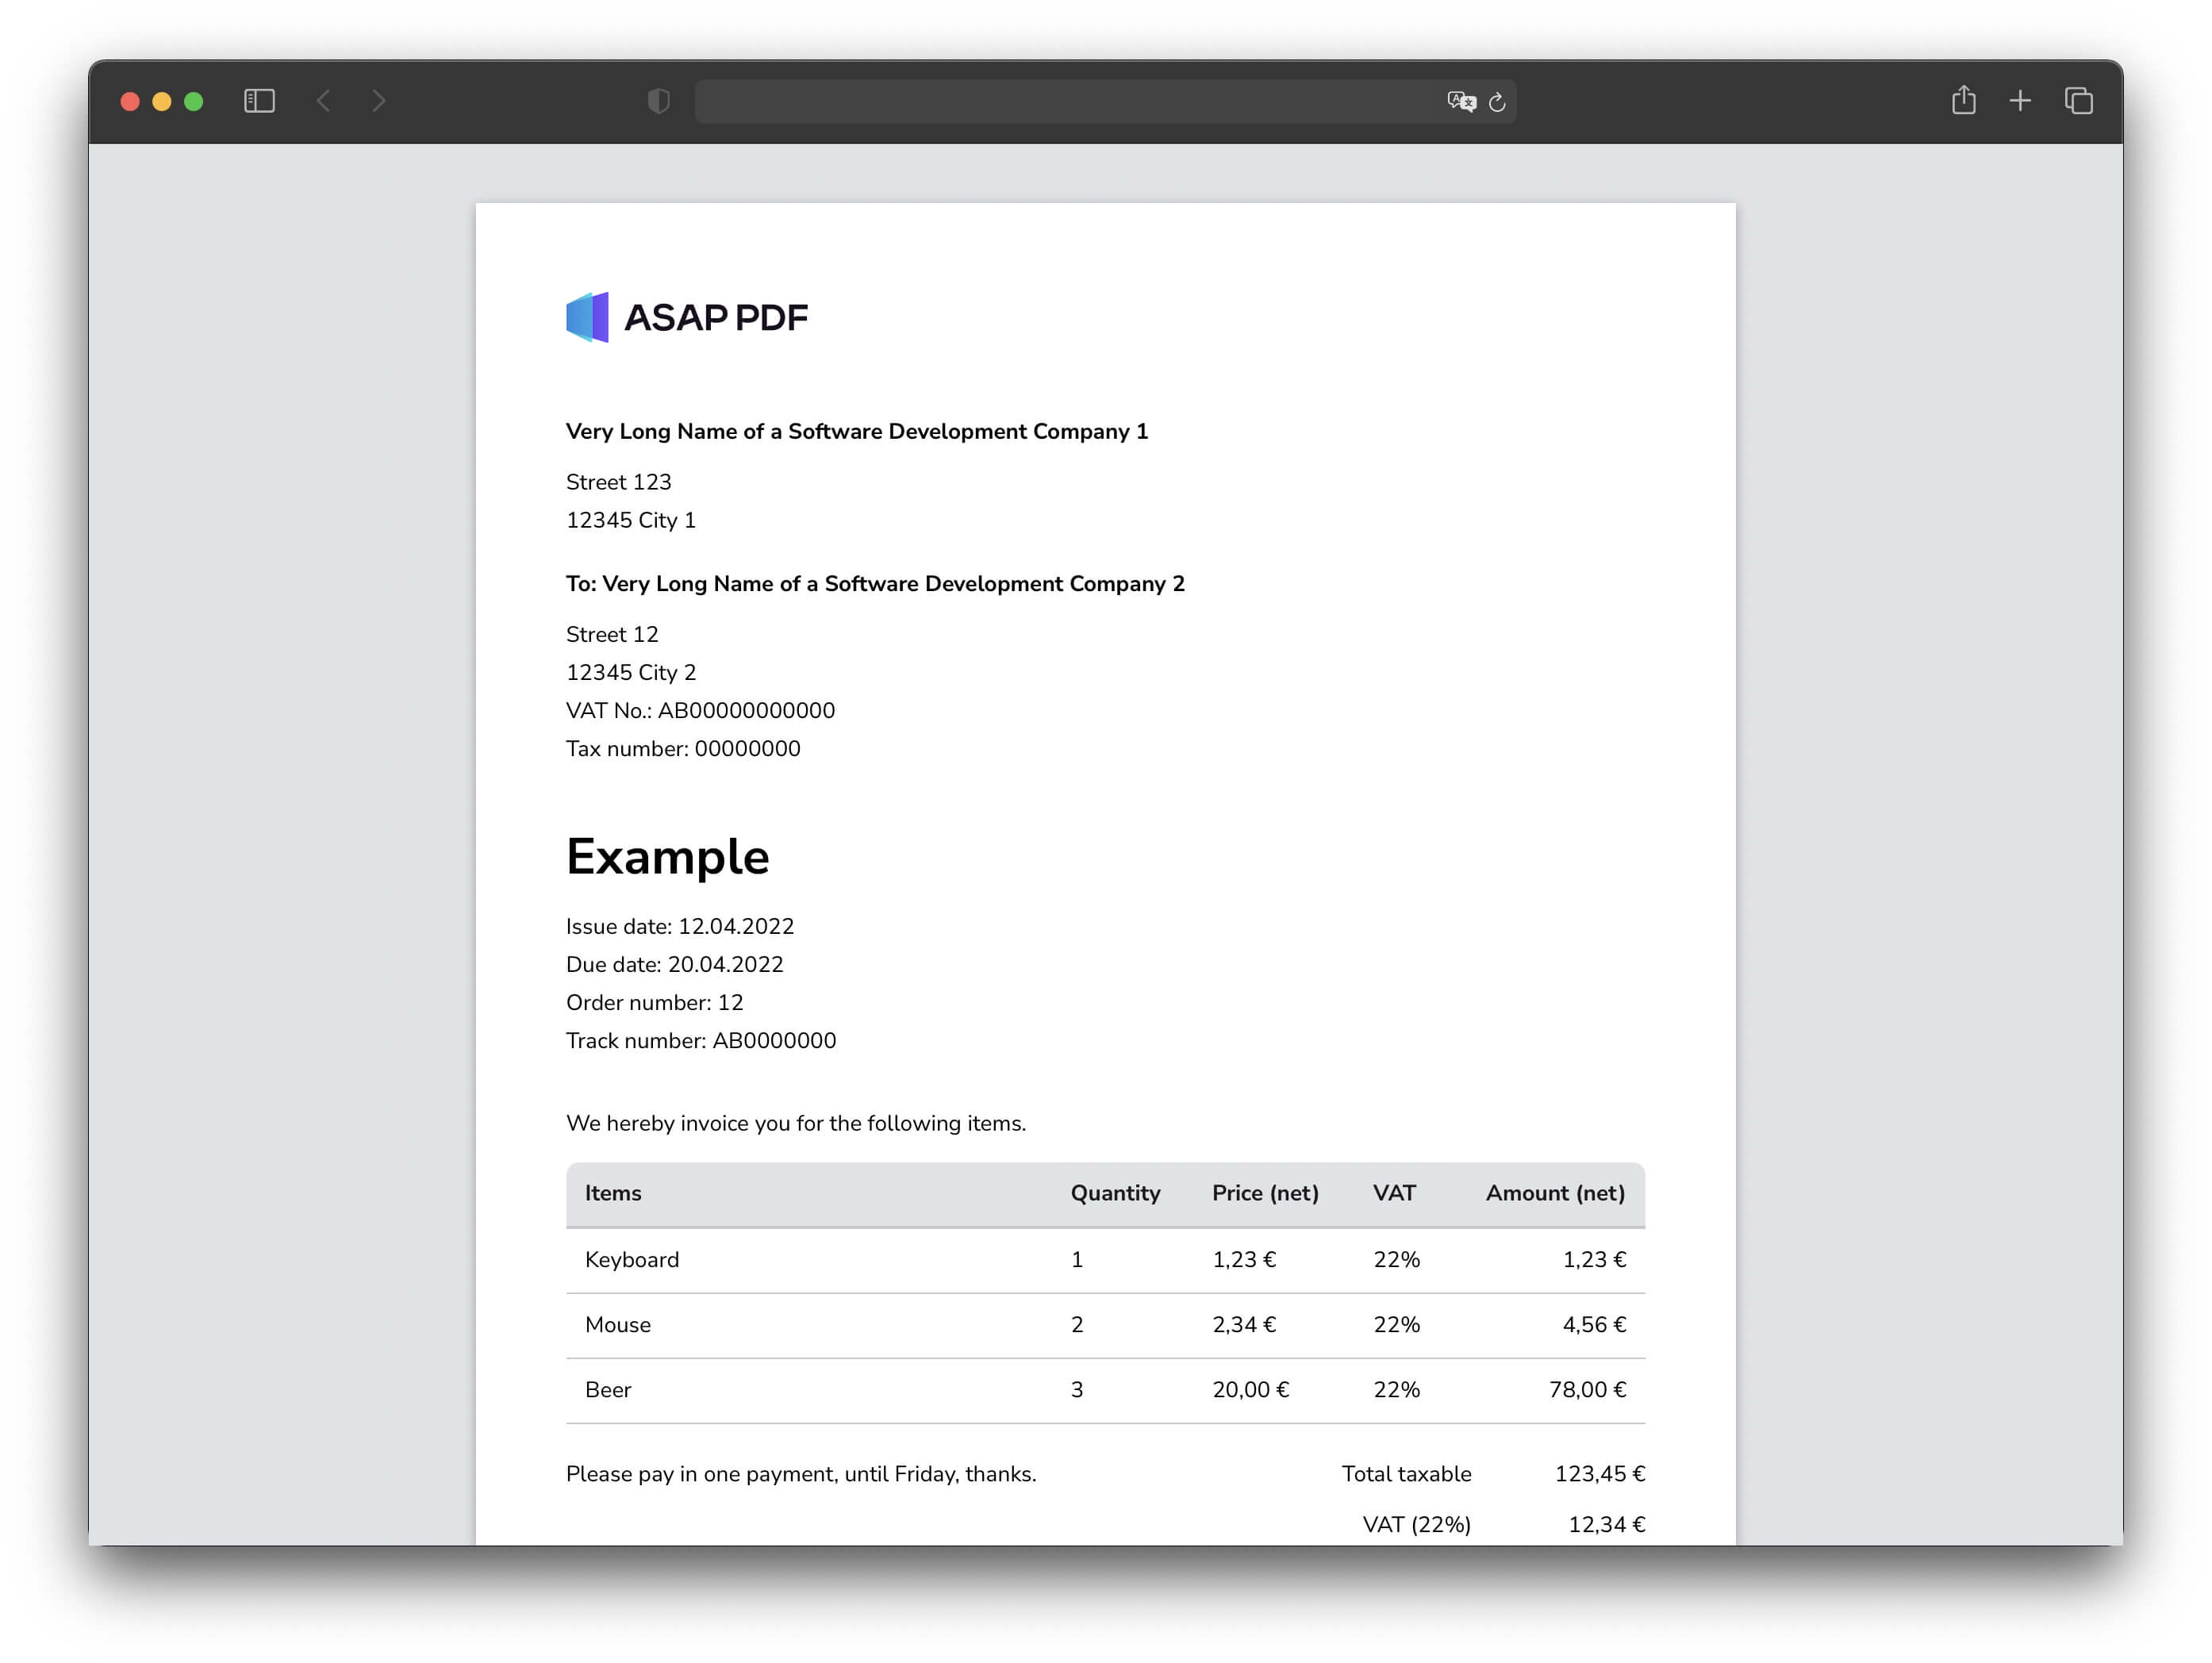 ASAP PDF
Very Long Name of a Software Development Company 1
Street 123
12345 City 1
To: Very Long Name of a Software Development Company 2
Street 12
12345 City 2
VAT No.: AB00000000000
Tax number: 00000000
Example
Issue date: 12.04.2022
Due date: 20.04.2022
Order number: 12
Track number: AB0000000
We hereby invoice you for the following items.
Items Quantity Price (net) VAT Amount (net)
Keyboard 1 1,23 € 22% 1,23 €
Mouse 2 2,34 € 22% 4,56 €
Beer 3 20,00 € 22% 78,00 €
Please pay in one payment, until Friday, thanks. Total taxable 123,45 €
VAT (22%) 12,34 €